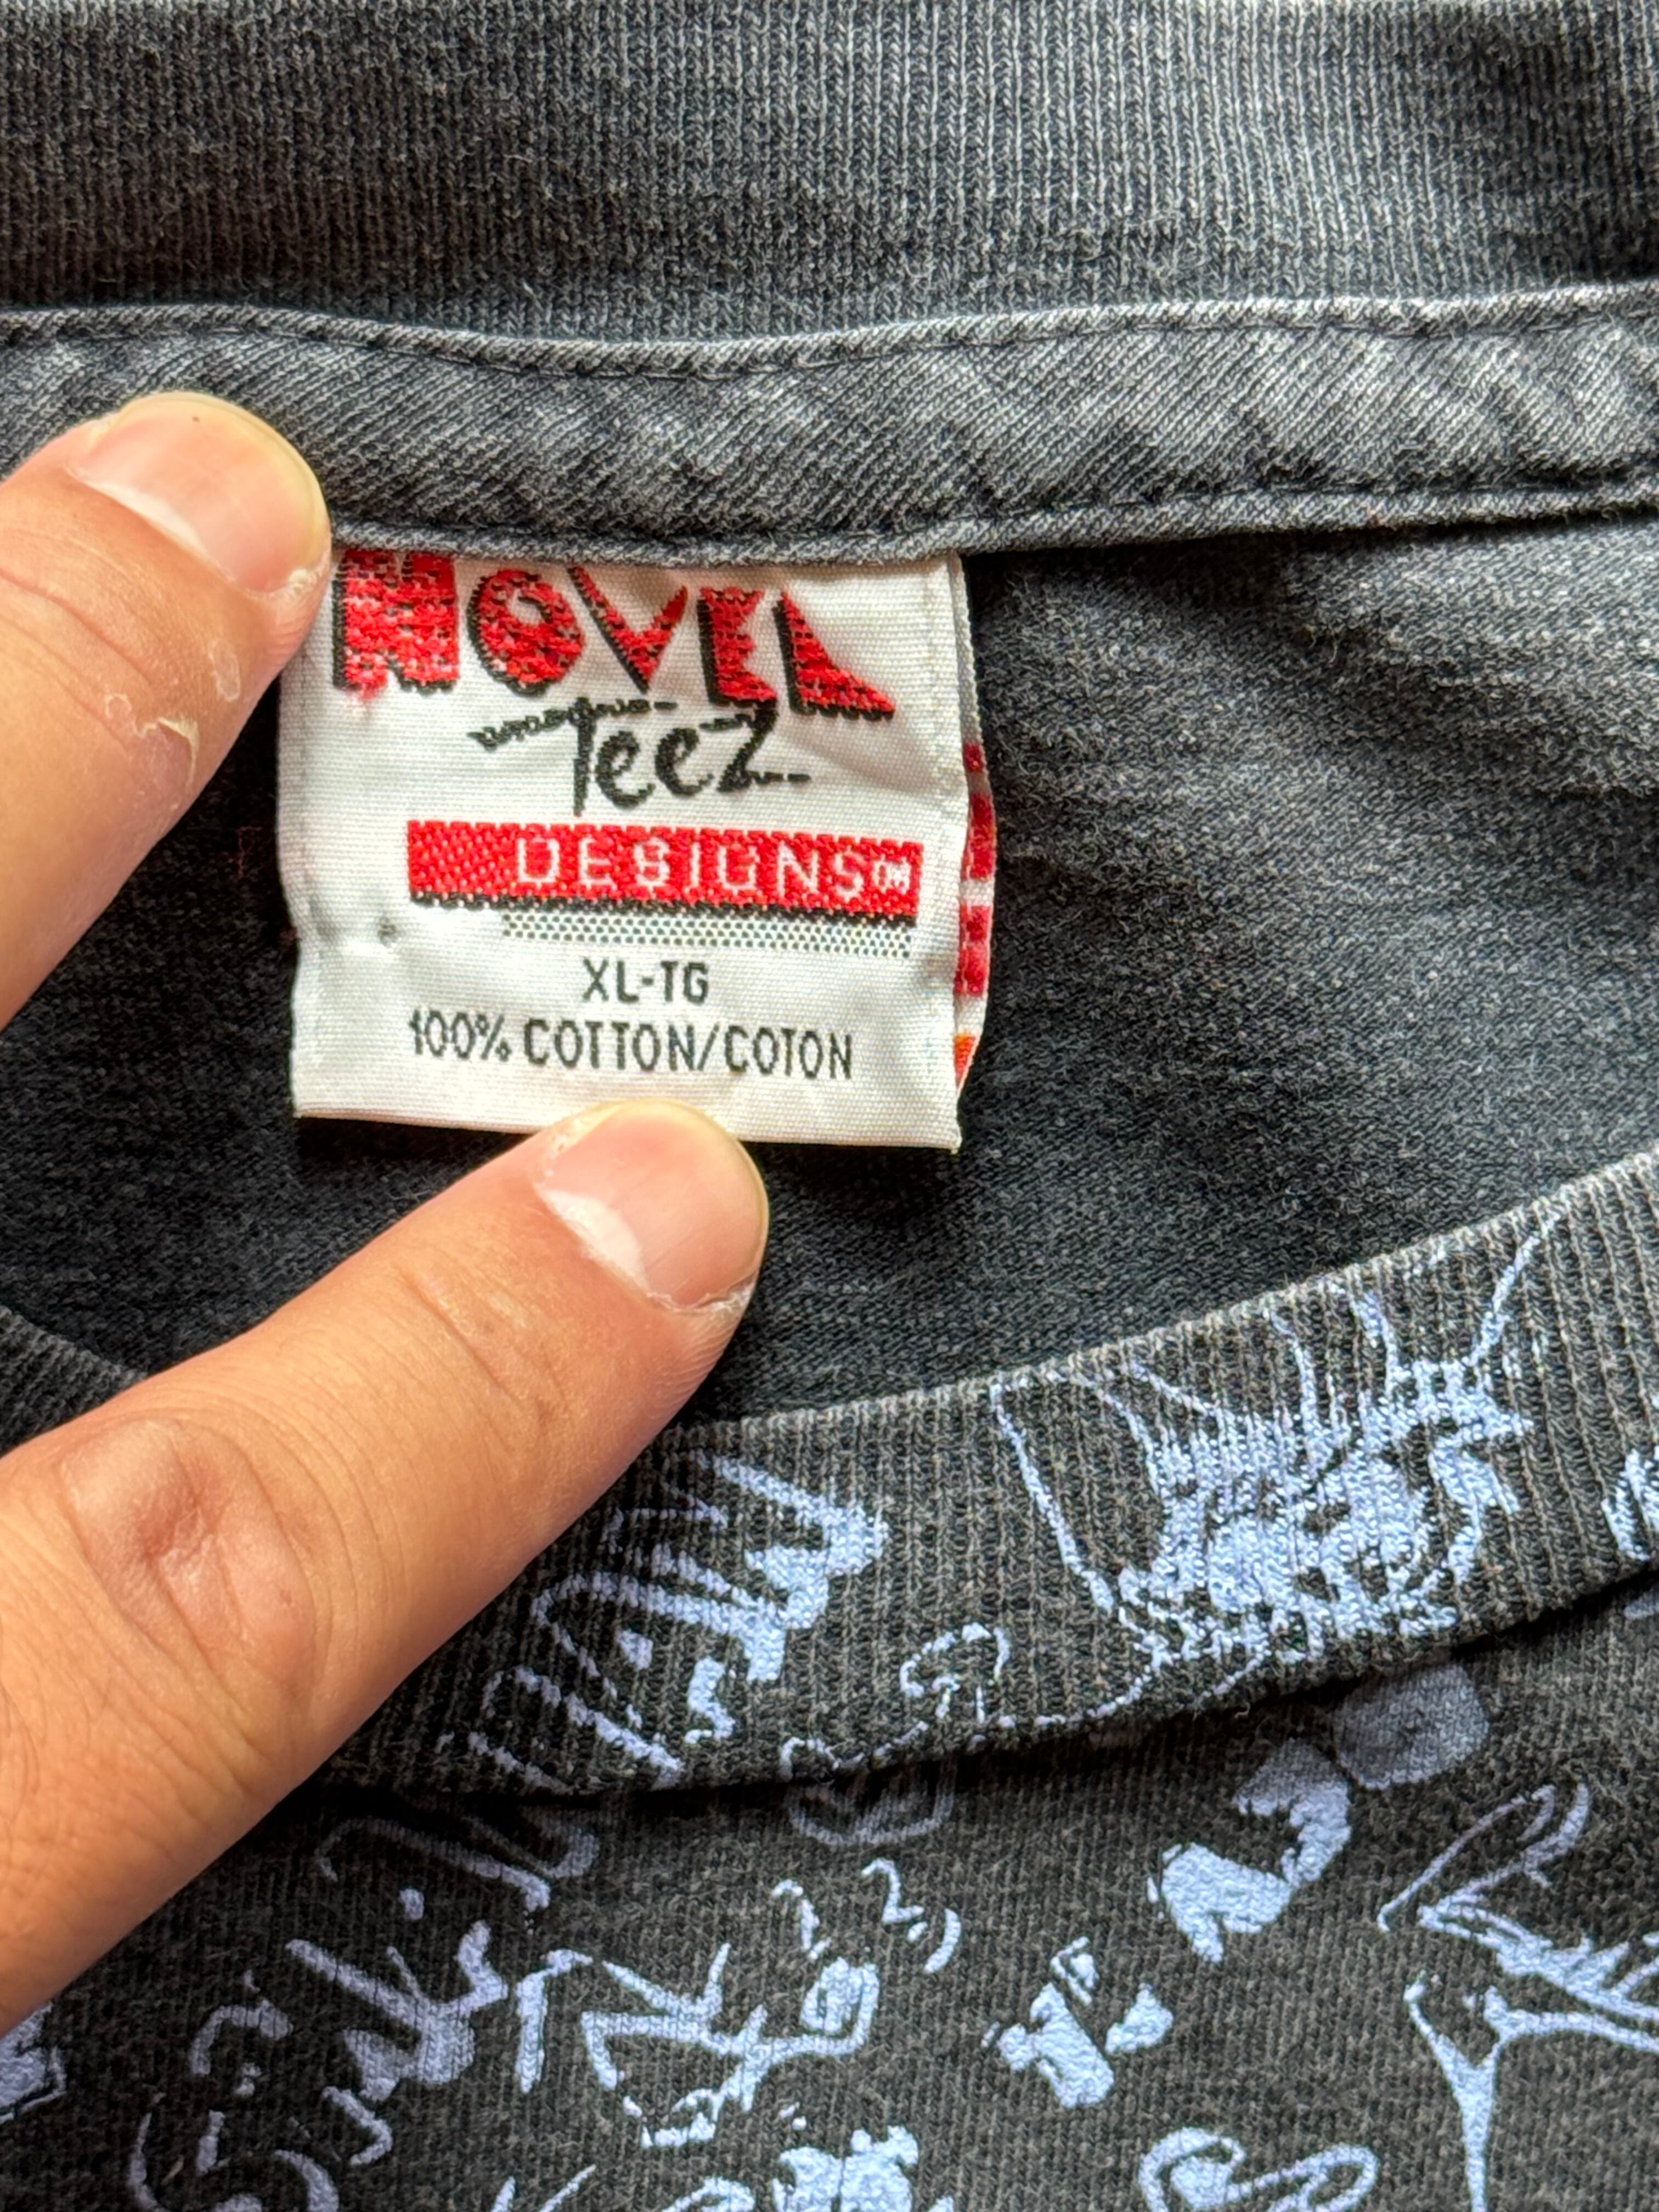 NOVEL
Teez
DESIGNS
XL-TG
100% COTTON/COTON